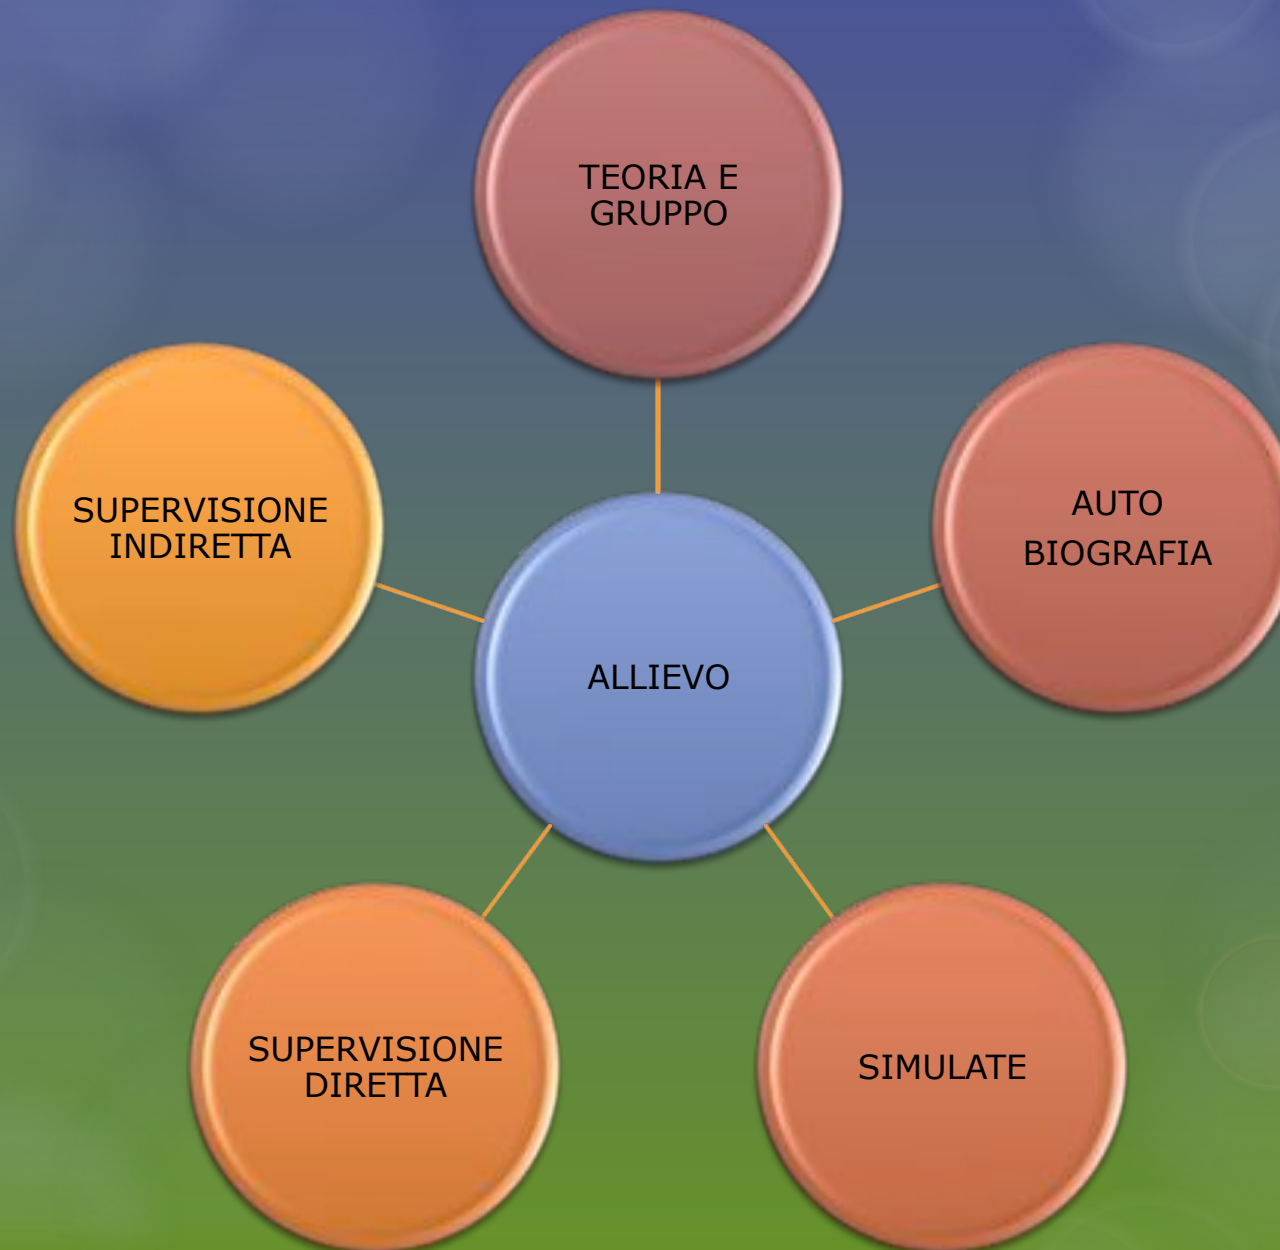 TEORIA E
GRUPPO
SUPERVISIONE
INDIRETTA
AUTO
BIOGRAFIA
ALLIEVO
SUPERVISIONE
DIRETTA
SIMULATE